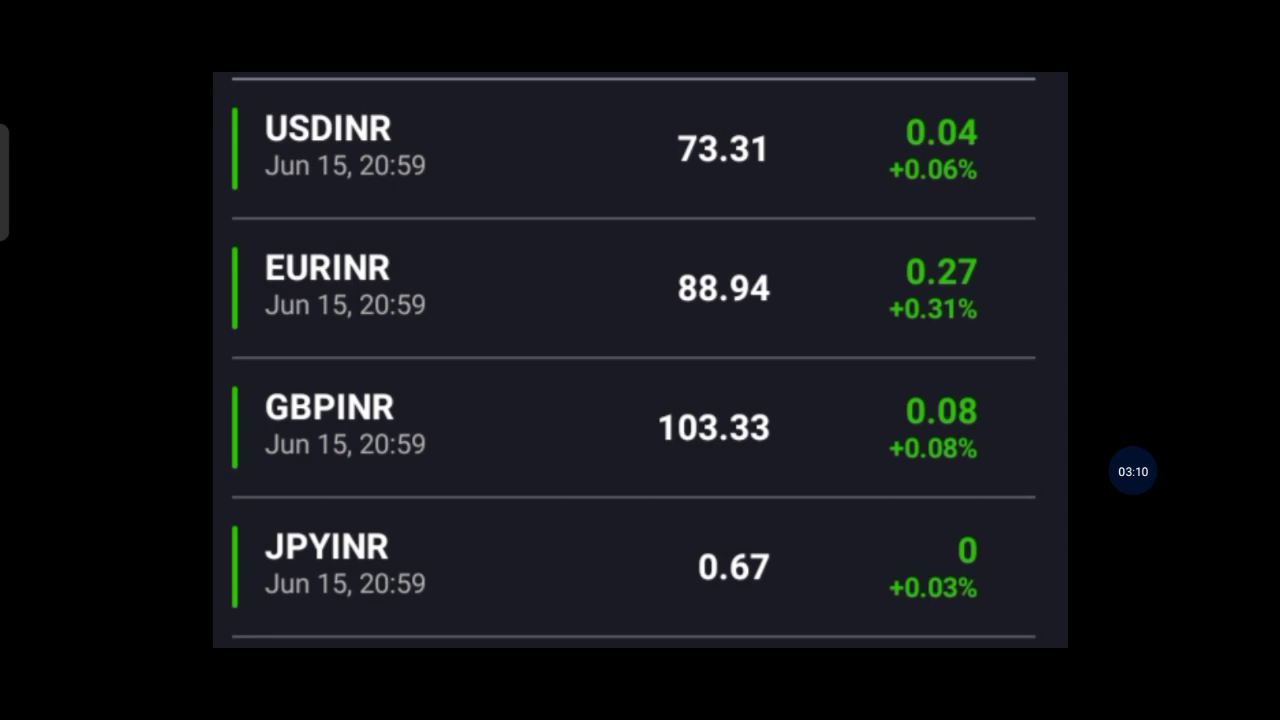 USDINR
Jun 15, 20:59
73.31
0.04
+0.06%
EURINR
Jun 15, 20:59
88.94
0.27
+0.31%
GBPINR
Jun 15, 20:59
103.33
0.08
+0.08%
JPYINR
Jun 15, 20:59
0.67
0
+0.03%
03:10